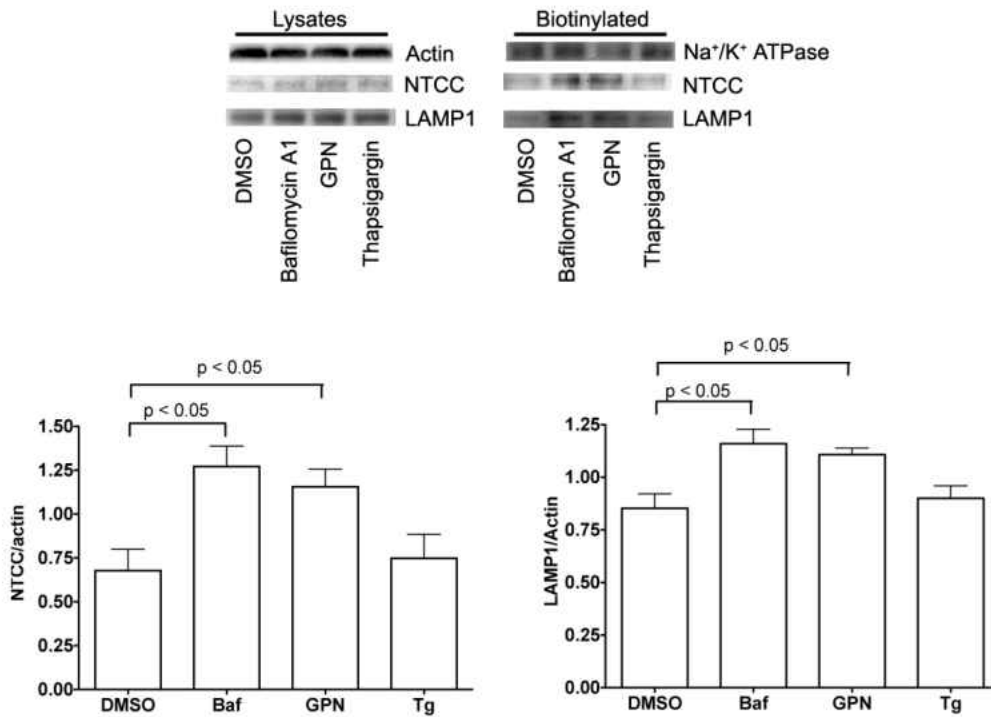 Lysates
Biotinylated
Actin
NTCC
LAMP1
Na⁺/K⁺ ATPase
NTCC
LAMP1
DMSO
Bafilomycin A1
GPN
Thapsigargin
DMSO
Bafilomycin A1
GPN
Thapsigargin
p < 0.05
p < 0.05
NTCC/actin
1.50
1.25
1.00
0.75
0.50
0.25
0.00
DMSO Baf GPN Tg
p < 0.05
p < 0.05
LAMP1/Actin
1.25
1.00
0.75
0.50
0.25
0.00
DMSO Baf GPN Tg